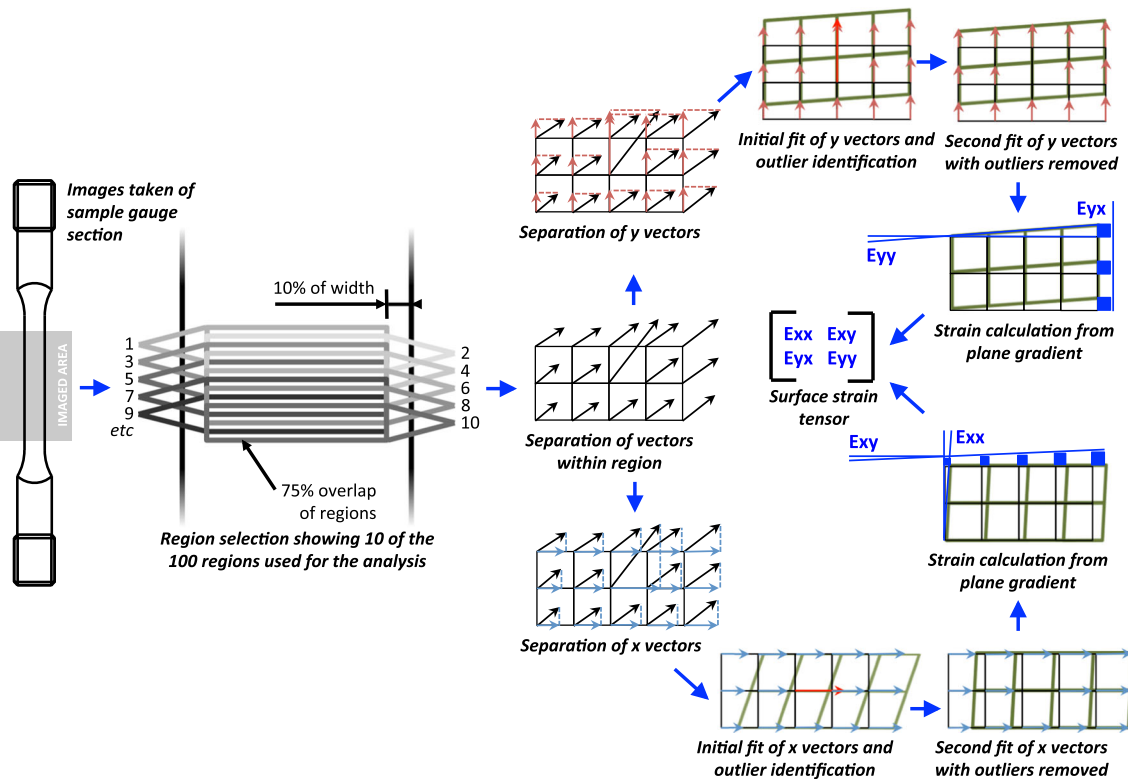 Images taken of
sample gauge
section
IMAGED AREA
10% of width
1
3
5
7
9
etc
2
4
6
8
10
75% overlap
of regions
Region selection showing 10 of the
100 regions used for the analysis
Separation of y vectors
Separation of vectors
within region
Separation of x vectors
Initial fit of y vectors and
outlier identification
Second fit of y vectors
with outliers removed
Eyx
Eyy
Strain calculation from
plane gradient
Exx Exy
Eyx Eyy
Surface strain
tensor
Exy
Exx
Strain calculation from
plane gradient
Initial fit of x vectors and
outlier identification
Second fit of x vectors
with outliers removed